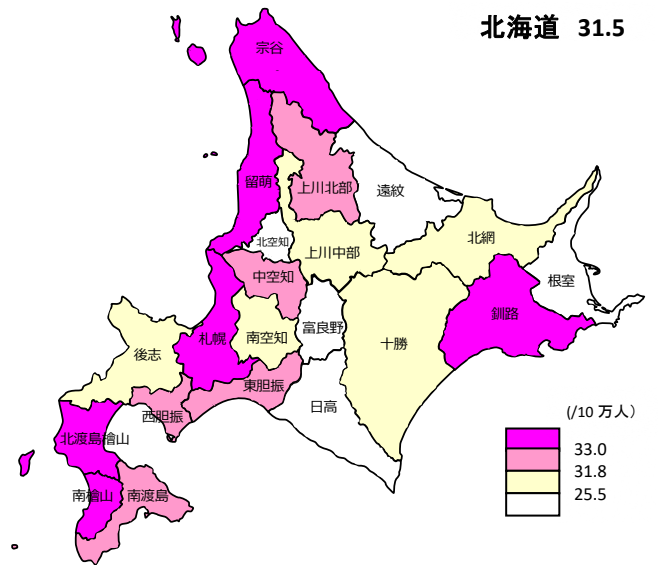 北海道 31.5
宗谷
留萌
上川北部
遠紋
北空知
上川中部
北網
中空知
根室
釧路
札幌
南空知
富良野
十勝
後志
東胆振
西胆振
日高
北渡島檜山
南檜山
南渡島
(/10 万人)
33.0
31.8
25.5